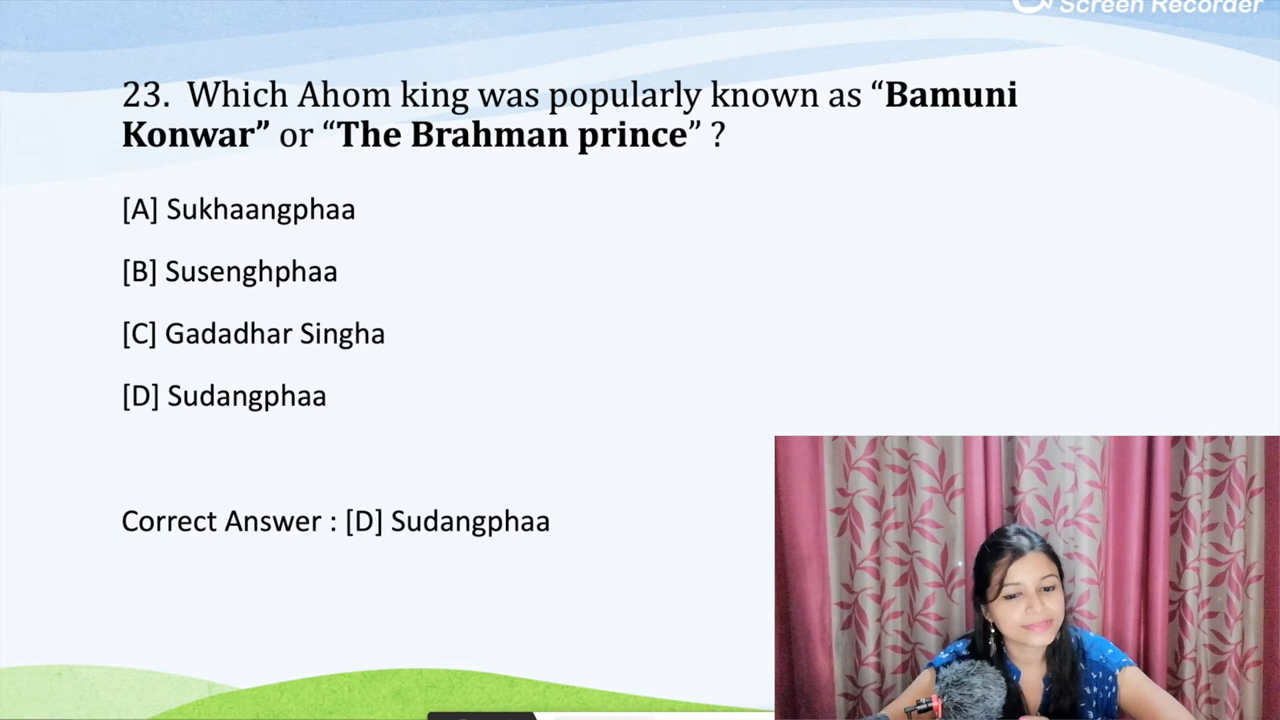 Screen Recorder
23. Which Ahom king was popularly known as “Bamuni
Konwar” or “The Brahman prince” ?
[A] Sukhaangphaa
[B] Susenghphaa
[C] Gadadhar Singha
[D] Sudangphaa
Correct Answer : [D] Sudangphaa